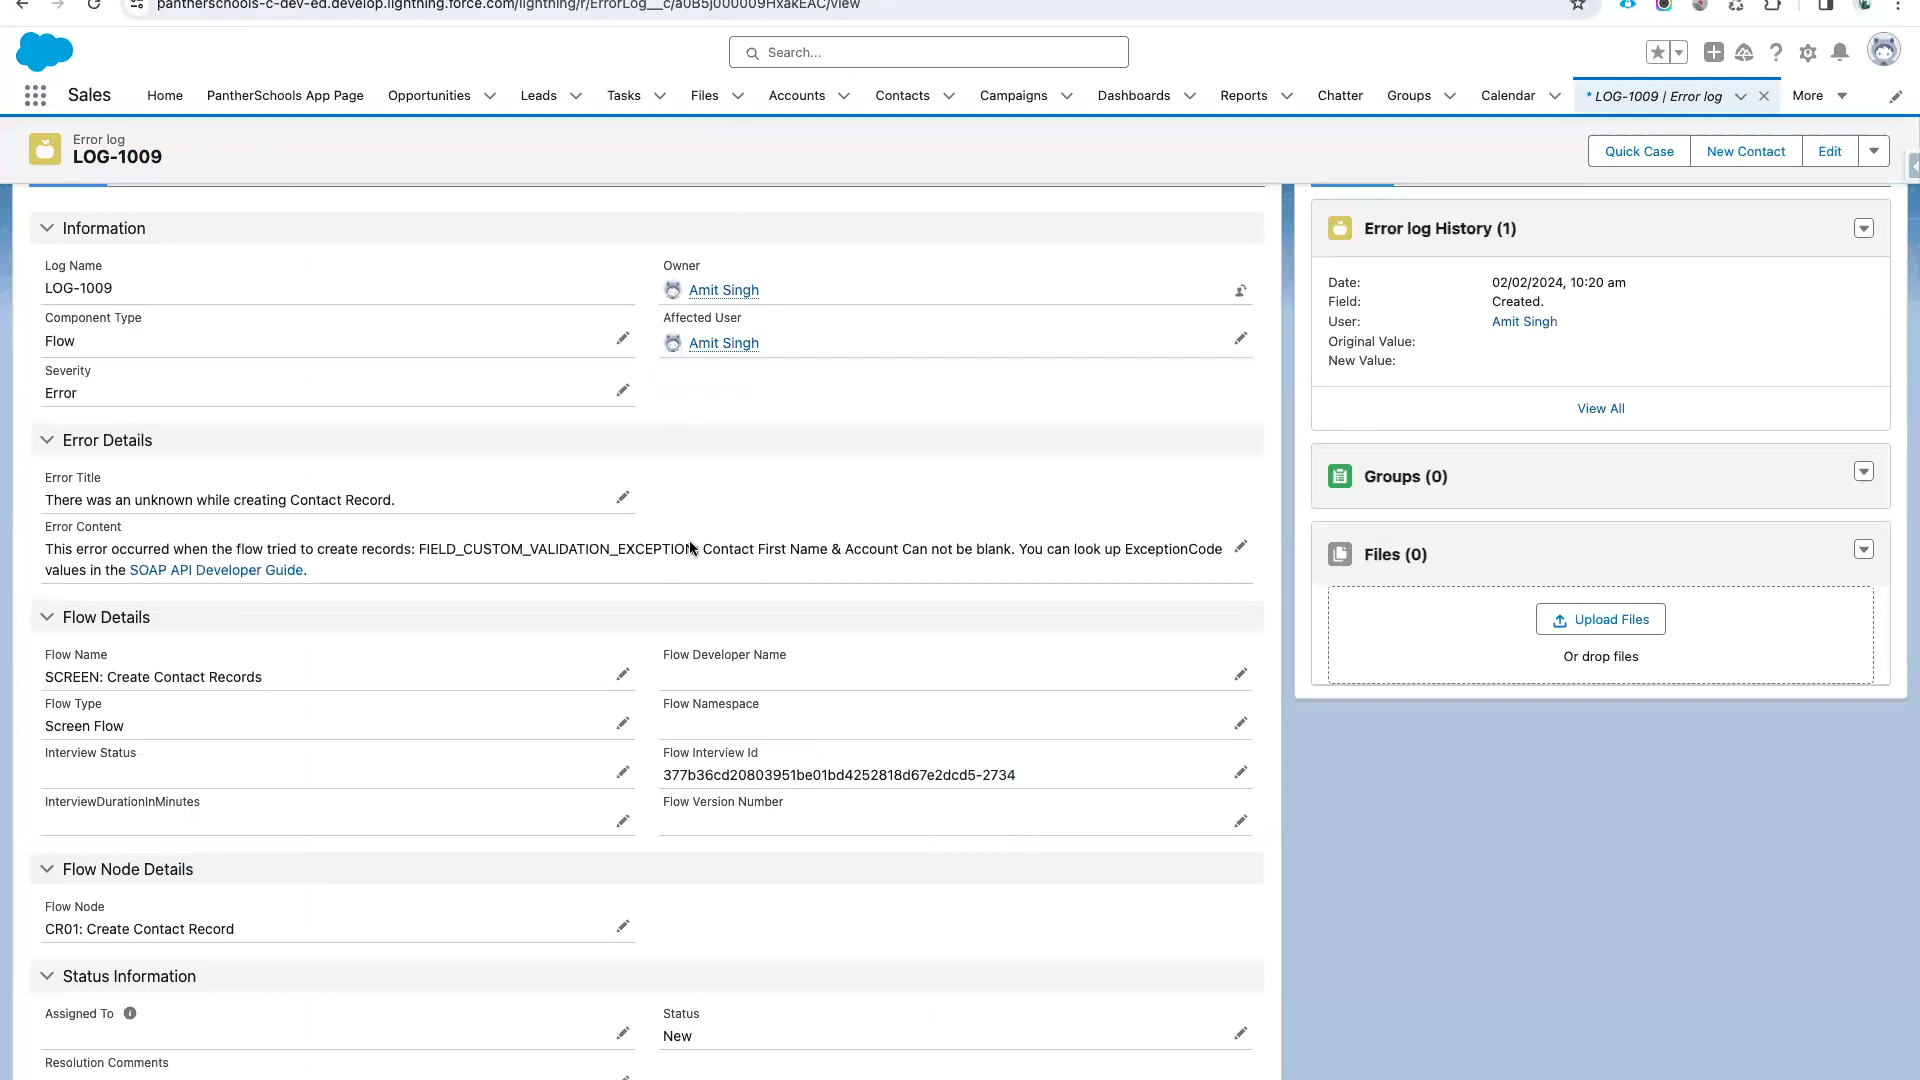 pantherschools-c-dev-ed.develop.lightning.force.com/lightning/r/ErrorLog__c/a0B5j000009HxakEAC/view
Search...
Sales
Home
PantherSchools App Page
Opportunities
Leads
Tasks
Files
Accounts
Contacts
Campaigns
Dashboards
Reports
Chatter
Groups
Calendar
* LOG-1009 | Error log
More
Error log
LOG-1009
Quick Case
New Contact
Edit
Information
Log Name
LOG-1009
Owner
Amit Singh
Component Type
Flow
Affected User
Amit Singh
Severity
Error
Error Details
Error Title
There was an unknown while creating Contact Record.
Error Content
This error occurred when the flow tried to create records: FIELD_CUSTOM_VALIDATION_EXCEPTION: Contact First Name & Account Can not be blank. You can look up ExceptionCode
values in the SOAP API Developer Guide.
Flow Details
Flow Name
SCREEN: Create Contact Records
Flow Developer Name
Flow Type
Screen Flow
Flow Namespace
Interview Status
Flow Interview Id
377b36cd20803951be01bd4252818d67e2dcd5-2734
InterviewDurationInMinutes
Flow Version Number
Flow Node Details
Flow Node
CR01: Create Contact Record
Status Information
Assigned To
Status
New
Resolution Comments
Error log History (1)
Date:
02/02/2024, 10:20 am
Field:
Created.
User:
Amit Singh
Original Value:
New Value:
View All
Groups (0)
Files (0)
Upload Files
Or drop files